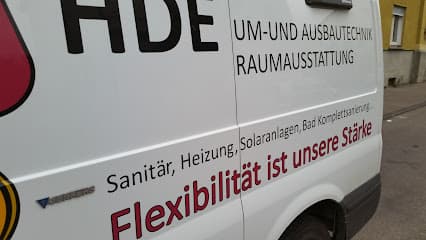 HDE
UM-UND AUSBAUTECHNIK
RAUMAUSSTATTUNG
Sanitär, Heizung, Solaranlagen, Bad Komplettsanierung...
Flexibilität ist unsere Stärke